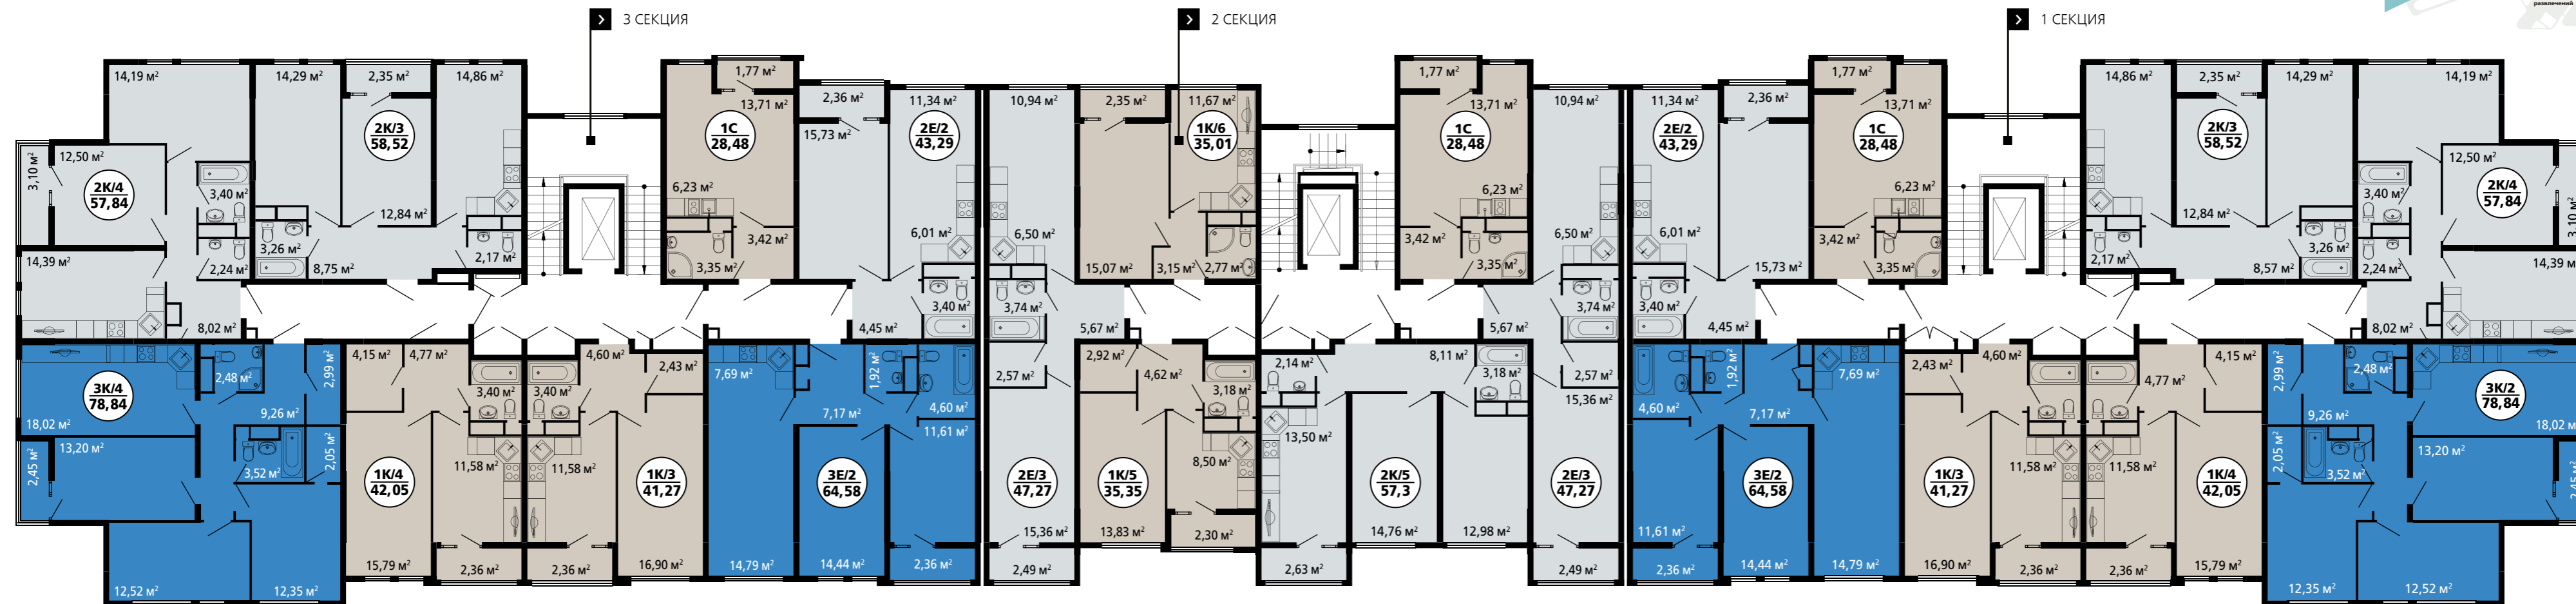 развлечений
3 СЕКЦИЯ
2 СЕКЦИЯ
1 СЕКЦИЯ
14,19 м²
14,29 м²
2,35 м²
14,86 м²
2К/3
58,52
12,50 м²
3,10 м²
2К/4
57,84
3,40 м²
12,84 м²
3,26 м²
2,17 м²
14,39 м²
2,24 м²
8,75 м²
8,02 м²
1,77 м²
13,71 м²
1С
28,48
6,23 м²
3,42 м²
3,35 м²
2,36 м²
11,34 м²
15,73 м²
2Е/2
43,29
6,01 м²
3,40 м²
4,45 м²
3К/4
78,84
2,48 м²
2,99 м²
9,26 м²
18,02 м²
13,20 м²
2,45 м²
3,52 м²
2,05 м²
12,52 м²
12,35 м²
4,15 м²
4,77 м²
3,40 м²
11,58 м²
1К/4
42,05
15,79 м²
2,36 м²
4,60 м²
2,43 м²
3,40 м²
11,58 м²
1К/3
41,27
2,36 м²
16,90 м²
7,69 м²
1,92 м²
7,17 м²
4,60 м²
11,61 м²
3Е/2
64,58
14,79 м²
14,44 м²
2,36 м²
10,94 м²
2,35 м²
11,67 м²
1К/6
35,01
6,50 м²
15,07 м²
3,15 м²
2,77 м²
3,74 м²
5,67 м²
1,77 м²
13,71 м²
1С
28,48
6,23 м²
3,42 м²
3,35 м²
10,94 м²
6,50 м²
3,74 м²
5,67 м²
2,57 м²
2Е/3
47,27
15,36 м²
2,49 м²
2,92 м²
4,62 м²
3,18 м²
8,50 м²
1К/5
35,35
13,83 м²
2,30 м²
2,14 м²
8,11 м²
3,18 м²
13,50 м²
2К/5
57,3
14,76 м²
12,98 м²
2,63 м²
2,57 м²
15,36 м²
2Е/3
47,27
2,49 м²
11,34 м²
2,36 м²
2Е/2
43,29
6,01 м²
15,73 м²
3,40 м²
4,45 м²
1,77 м²
13,71 м²
1С
28,48
6,23 м²
3,42 м²
3,35 м²
14,86 м²
2,35 м²
14,29 м²
2К/3
58,52
12,84 м²
3,26 м²
2,17 м²
8,57 м²
14,19 м²
12,50 м²
3,40 м²
2К/4
57,84
3,10 м²
2,24 м²
14,39 м
8,02 м²
1,92 м²
7,69 м²
4,60 м²
7,17 м²
3Е/2
64,58
11,61 м²
2,36 м²
14,44 м²
14,79 м²
2,43 м²
4,60 м²
3,40 м²
11,58 м²
1К/3
41,27
16,90 м²
2,36 м²
4,77 м²
4,15 м²
3,40 м²
11,58 м²
1К/4
42,05
2,36 м²
15,79 м²
2,99 м²
2,48 м²
9,26 м²
3К/2
78,84
18,02 м
2,05 м²
3,52 м²
13,20 м²
2,45 м²
12,35 м²
12,52 м²